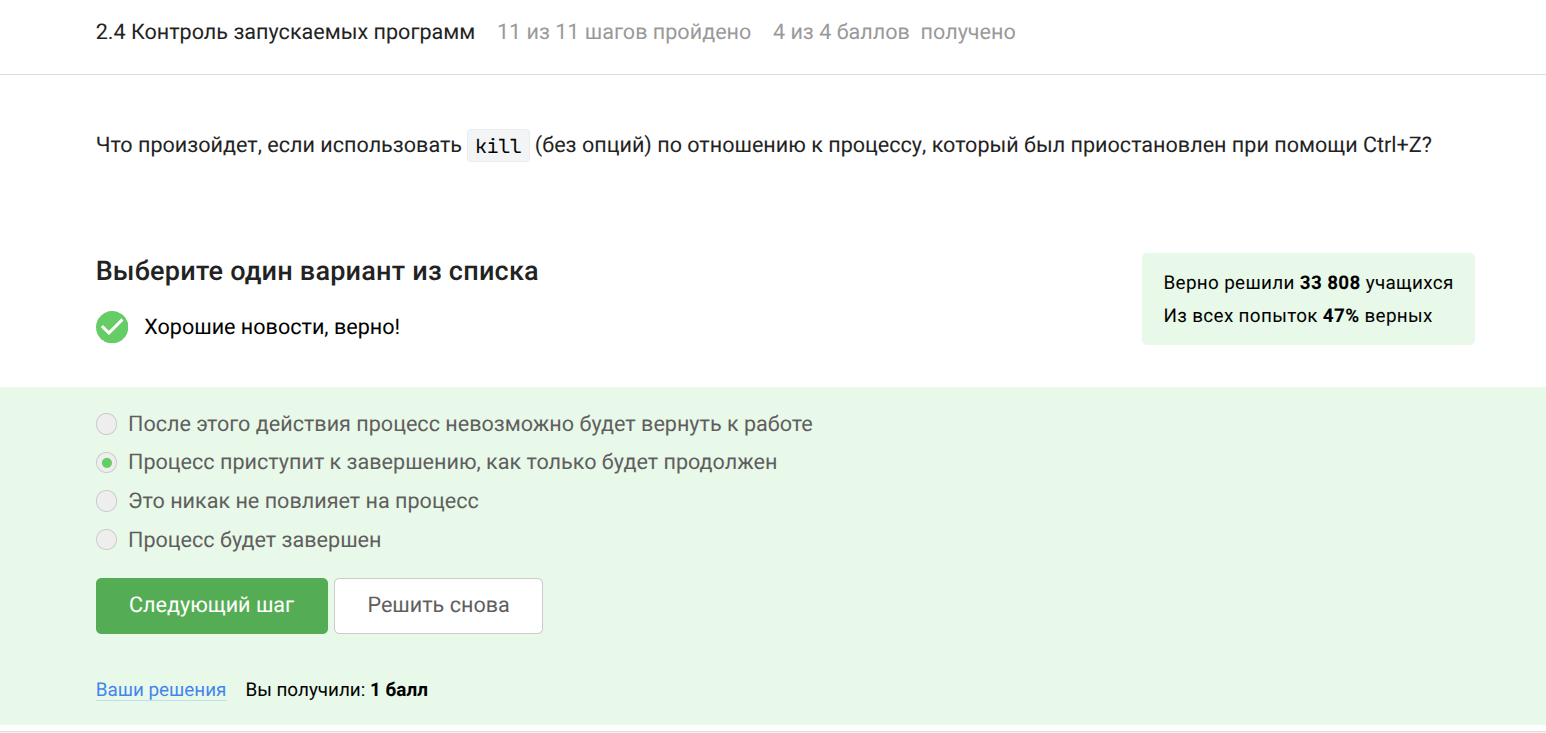 2.4 Контроль запускаемых программ 11 из 11 шагов пройдено 4 из 4 баллов получено
Что произойдет, если использовать kill (без опций) по отношению к процессу, который был приостановлен при помощи Ctrl+Z?
Выберите один вариант из списка
Хорошие новости, верно!
Верно решили 33 808 учащихся
Из всех попыток 47% верных
После этого действия процесс невозможно будет вернуть к работе
Процесс приступит к завершению, как только будет продолжен
Это никак не повлияет на процесс
Процесс будет завершен
Следующий шаг Решить снова
Ваши решения Вы получили: 1 балл